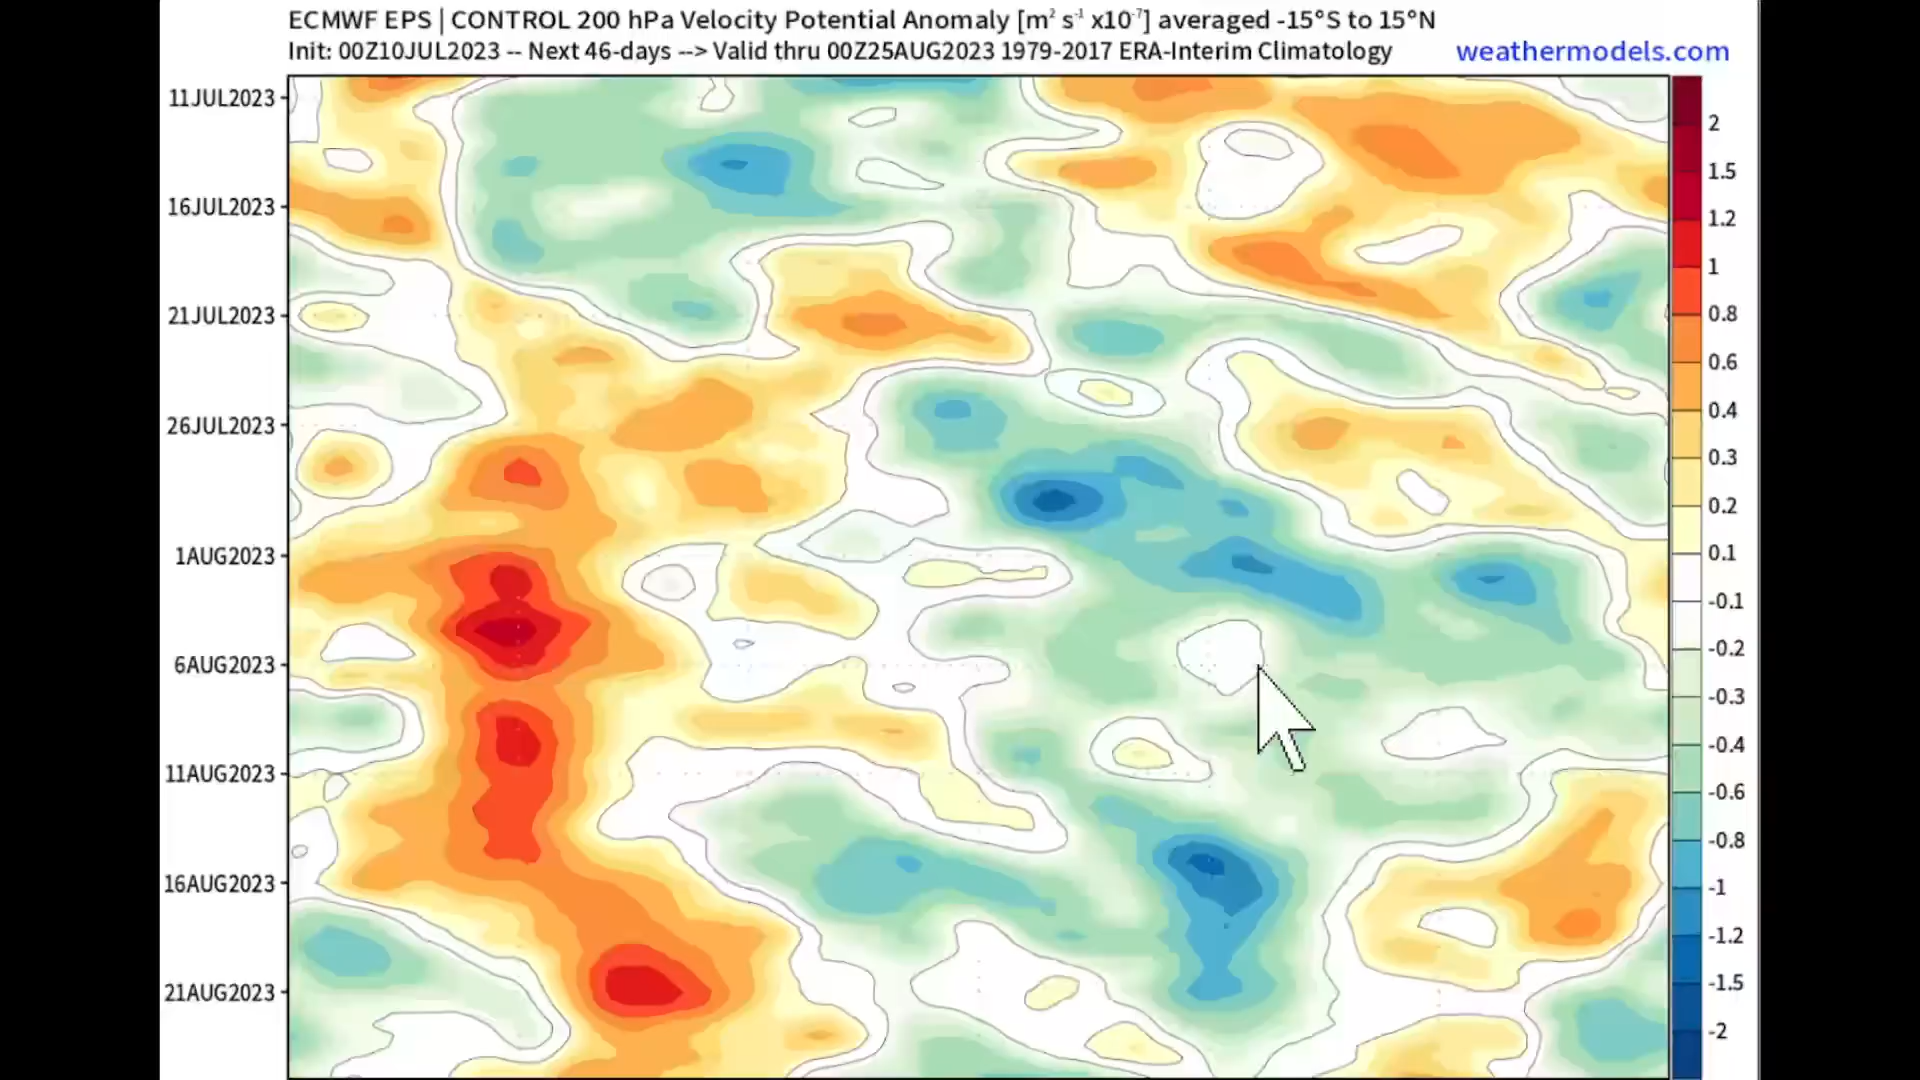 ECMWF EPS | CONTROL 200 hPa Velocity Potential Anomaly [m² s⁻¹ x10⁻⁷] averaged -15°S to 15°N
Init: 00Z10JUL2023 -- Next 46-days --> Valid thru 00Z25AUG2023 1979-2017 ERA-Interim Climatology
weathermodels.com
11JUL2023
16JUL2023
21JUL2023
26JUL2023
1AUG2023
6AUG2023
11AUG2023
16AUG2023
21AUG2023
2
1.5
1.2
1
0.8
0.6
0.4
0.3
0.2
0.1
-0.1
-0.2
-0.3
-0.4
-0.6
-0.8
-1
-1.2
-1.5
-2